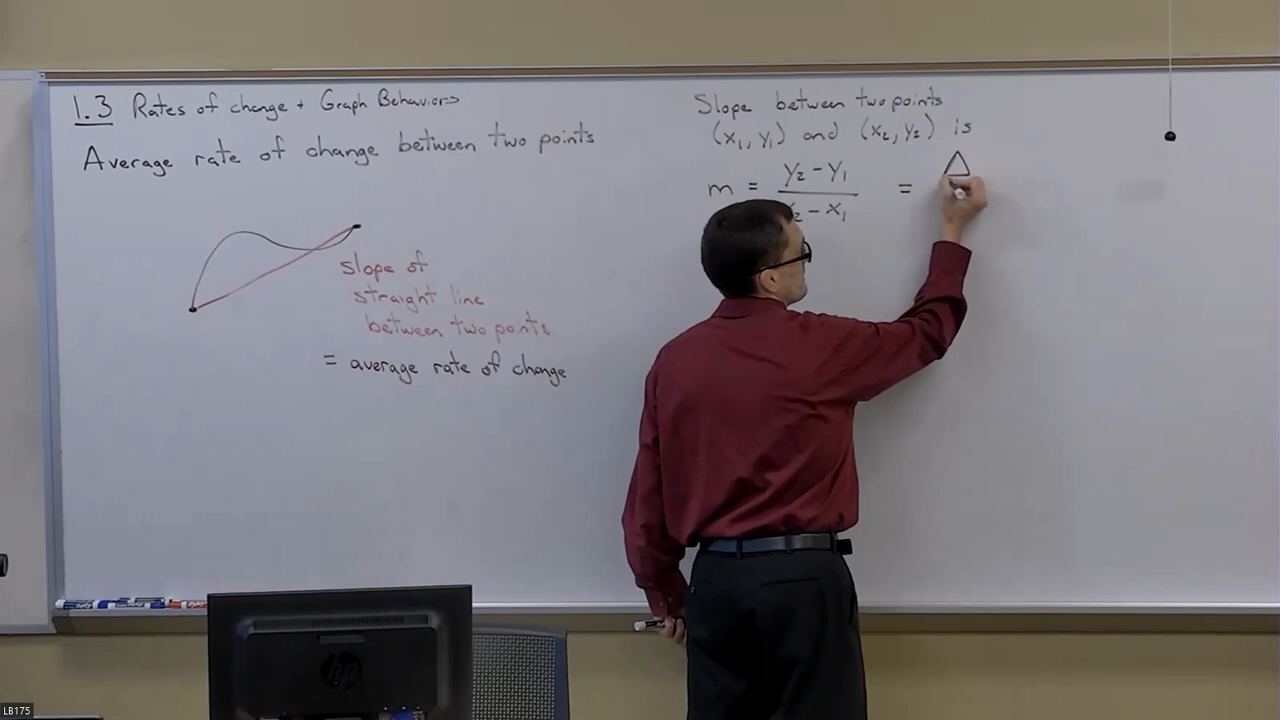 1.3 Rates of change + Graph Behaviors
Average rate of change between two points
slope of
straight line
between two points
= average rate of change
Slope between two points
(x₁, y₁) and (x₂, y₂) is
m = y₂ - y₁ = Δ
₂ - x₁
hp
LB175